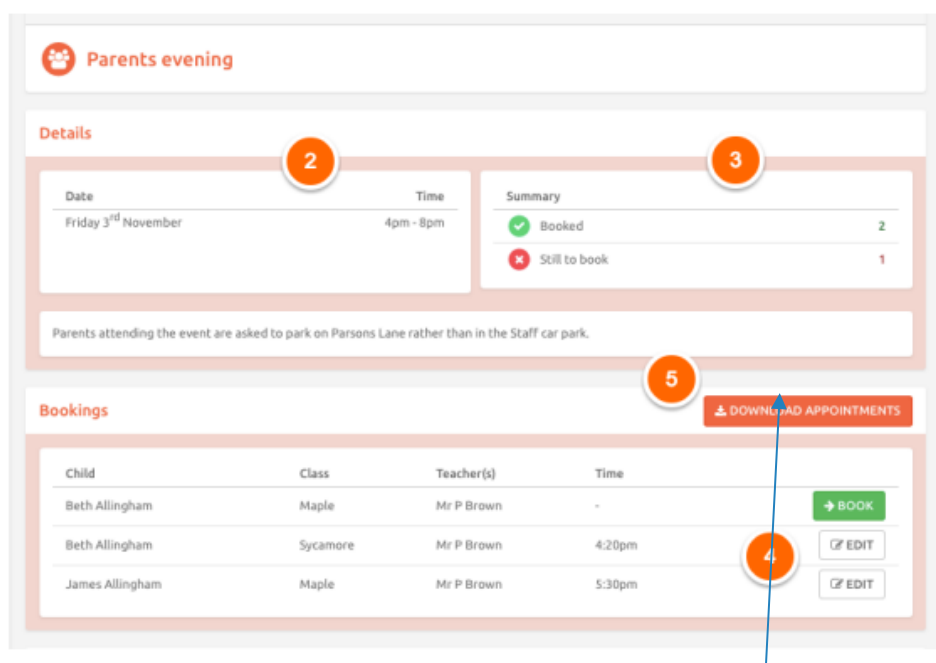 Parents evening
Details
2
3
Date Time
Friday 3rd November 4pm - 8pm
Summary
Booked 2
Still to book 1
Parents attending the event are asked to park on Parsons Lane rather than in the Staff car park.
5
Bookings
DOWNLOAD APPOINTMENTS
Child Class Teacher(s) Time
Beth Allingham Maple Mr P Brown - BOOK
Beth Allingham Sycamore Mr P Brown 4:20pm EDIT
4
James Allingham Maple Mr P Brown 5:30pm EDIT